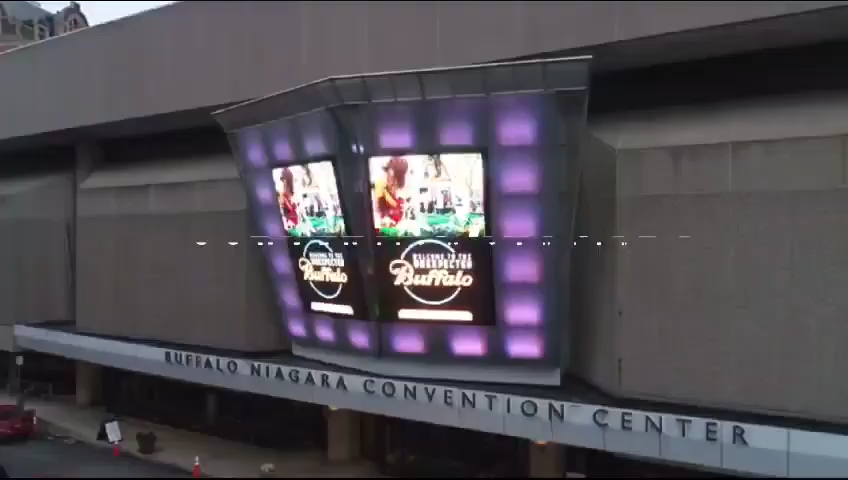 WELCOME TO THE
UNEXPECTED
Buffalo
WELCOME TO THE
UNEXPECTED
Buffalo
BUFFALO NIAGARA CONVENTION CENTER